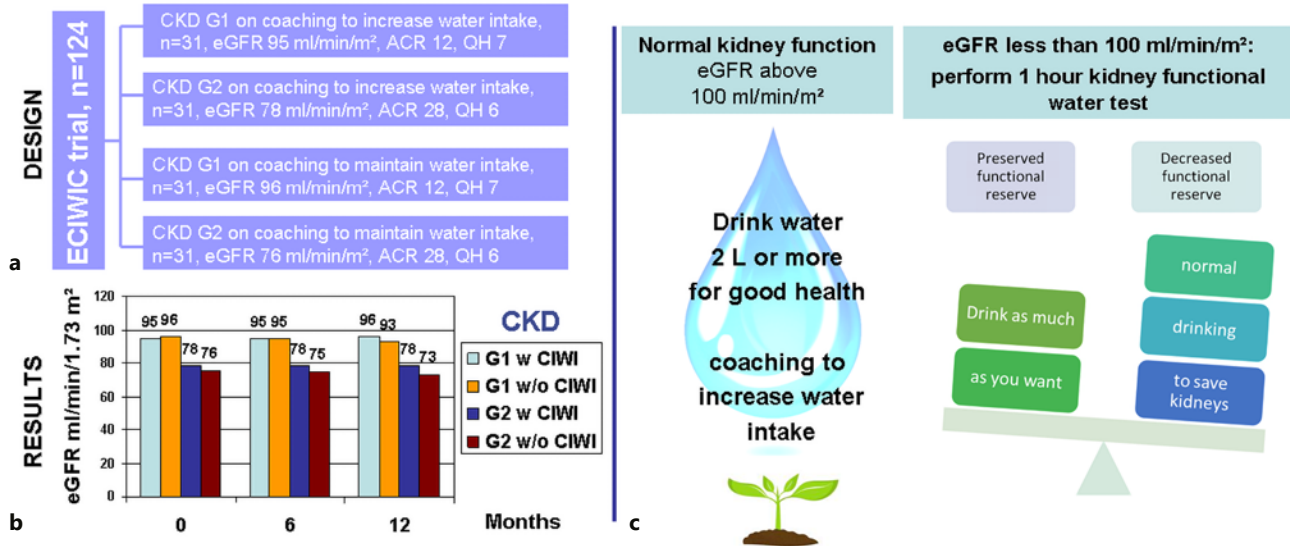 DESIGN
ECIWIC trial, n=124
CKD G1 on coaching to increase water intake,
n=31, eGFR 95 ml/min/m², ACR 12, QH 7
CKD G2 on coaching to increase water intake,
n=31, eGFR 78 ml/min/m², ACR 28, QH 6
CKD G1 on coaching to maintain water intake,
n=31, eGFR 96 ml/min/m², ACR 12, QH 7
CKD G2 on coaching to maintain water intake,
n=31, eGFR 76 ml/min/m², ACR 28, QH 6
a
RESULTS
eGFR ml/min/1.73 m²
120
100
80
60
40
20
0
95 96 78 76
95 95 78 75
96 93 78 73
0 6 12 Months
CKD
G1 w CIWI
G1 w/o CIWI
G2 w CIWI
G2 w/o CIWI
b
Normal kidney function
eGFR above
100 ml/min/m²
Drink water
2 L or more
for good health
coaching to
increase water
intake
eGFR less than 100 ml/min/m²:
perform 1 hour kidney functional
water test
Preserved
functional
reserve
Decreased
functional
reserve
Drink as much
as you want
normal
drinking
to save
kidneys
c